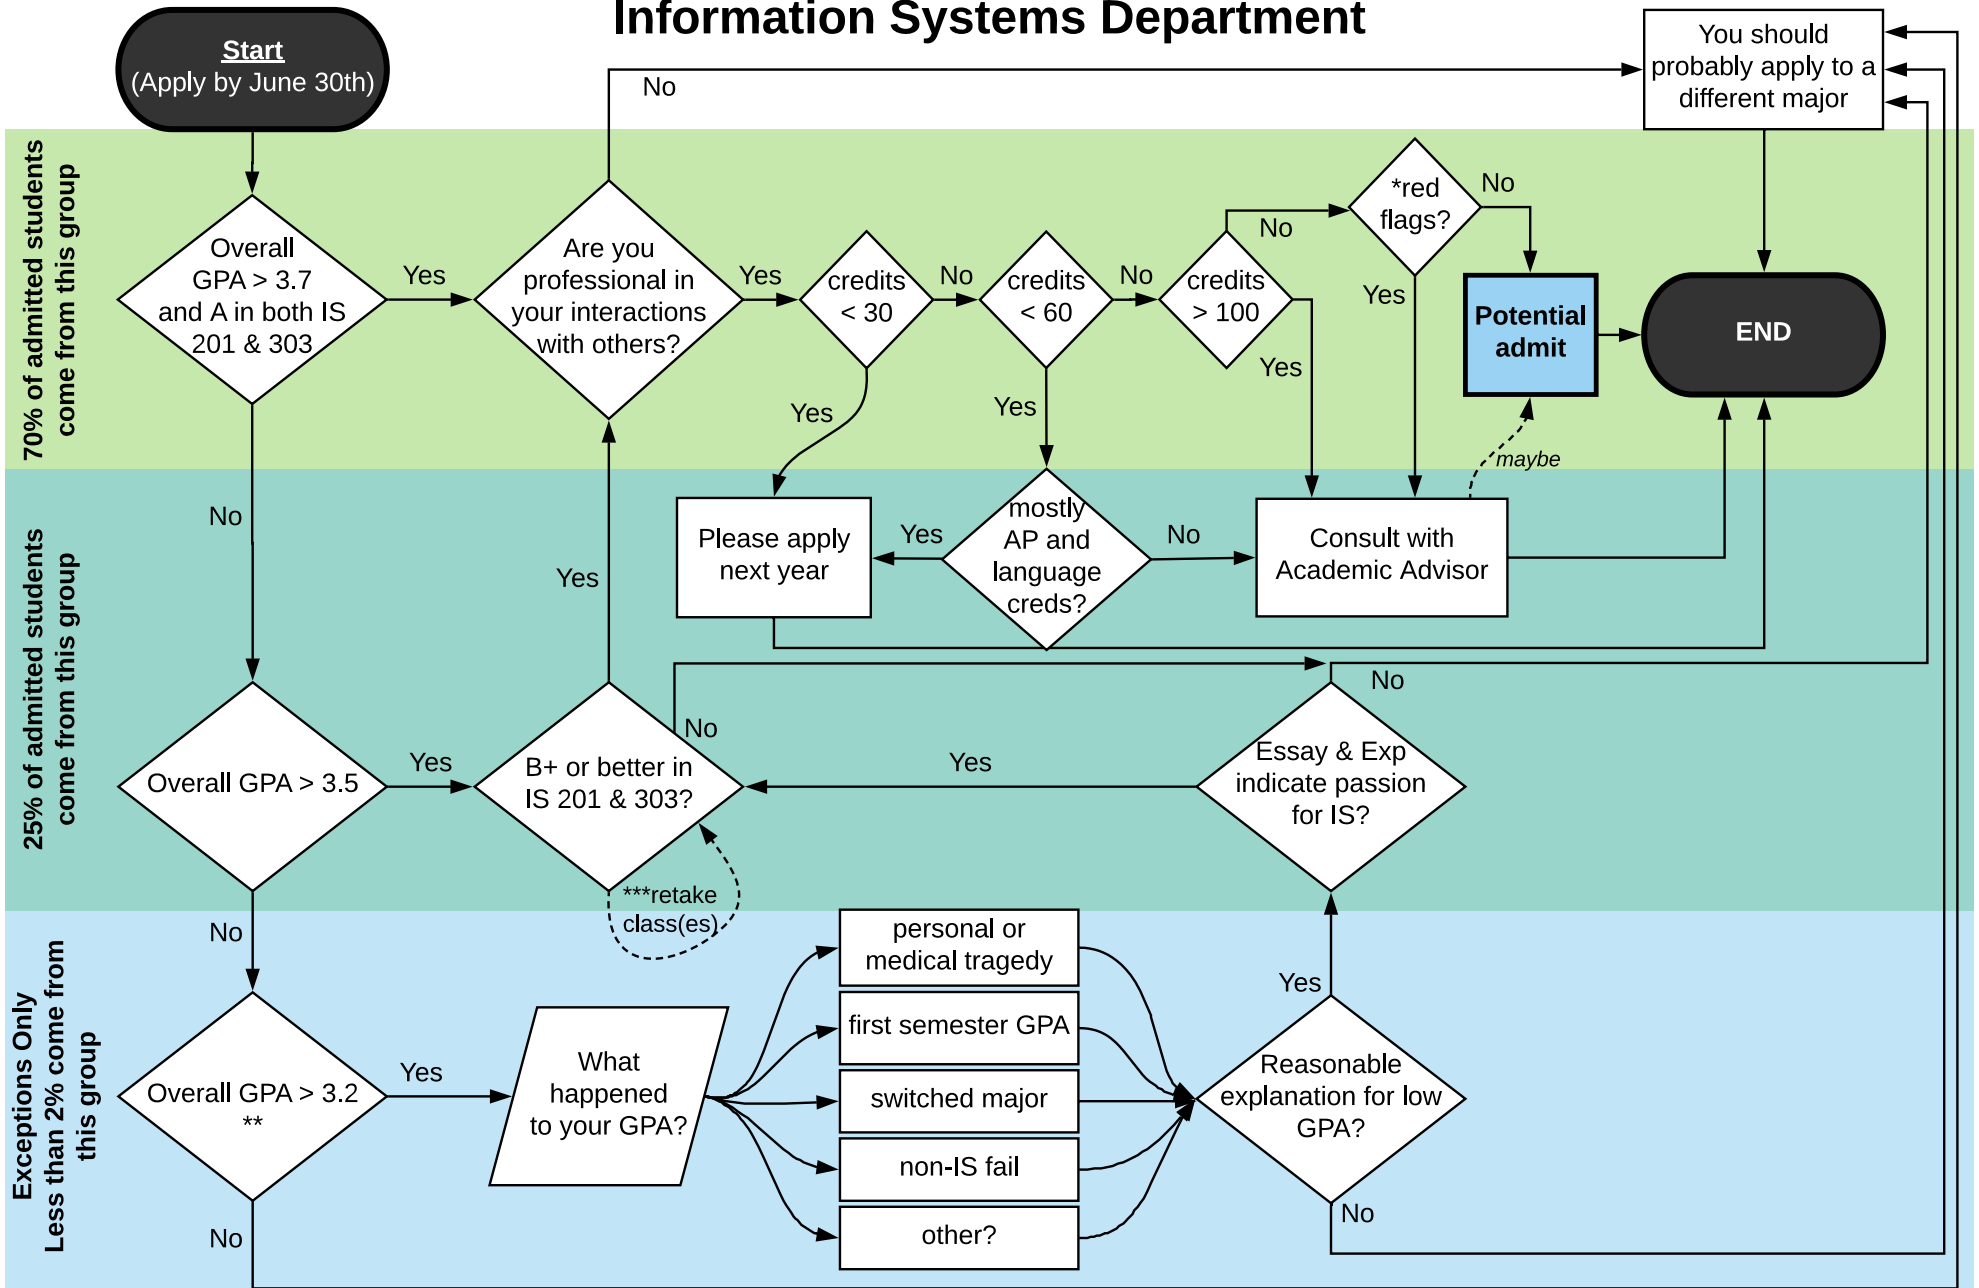 Information Systems Department
Start
(Apply by June 30th)
You should
probably apply to a
different major
No
70% of admitted students
come from this group
Overall
GPA > 3.7
and A in both IS
201 & 303
Yes
Are you
professional in
your interactions
with others?
Yes
credits
< 30
No
credits
< 60
No
credits
> 100
No
*red
flags?
No
Yes
Potential
admit
END
Yes
Yes
Yes
maybe
25% of admitted students
come from this group
No
Yes
Please apply
next year
Yes
mostly
AP and
language
creds?
No
Consult with
Academic Advisor
Overall GPA > 3.5
Yes
B+ or better in
IS 201 & 303?
No
Yes
Essay & Exp
indicate passion
for IS?
No
***retake
class(es)
Exceptions Only
Less than 2% come from
this group
No
Overall GPA > 3.2
**
Yes
What
happened
to your GPA?
personal or
medical tragedy
first semester GPA
switched major
non-IS fail
other?
Yes
Reasonable
explanation for low
GPA?
No
No